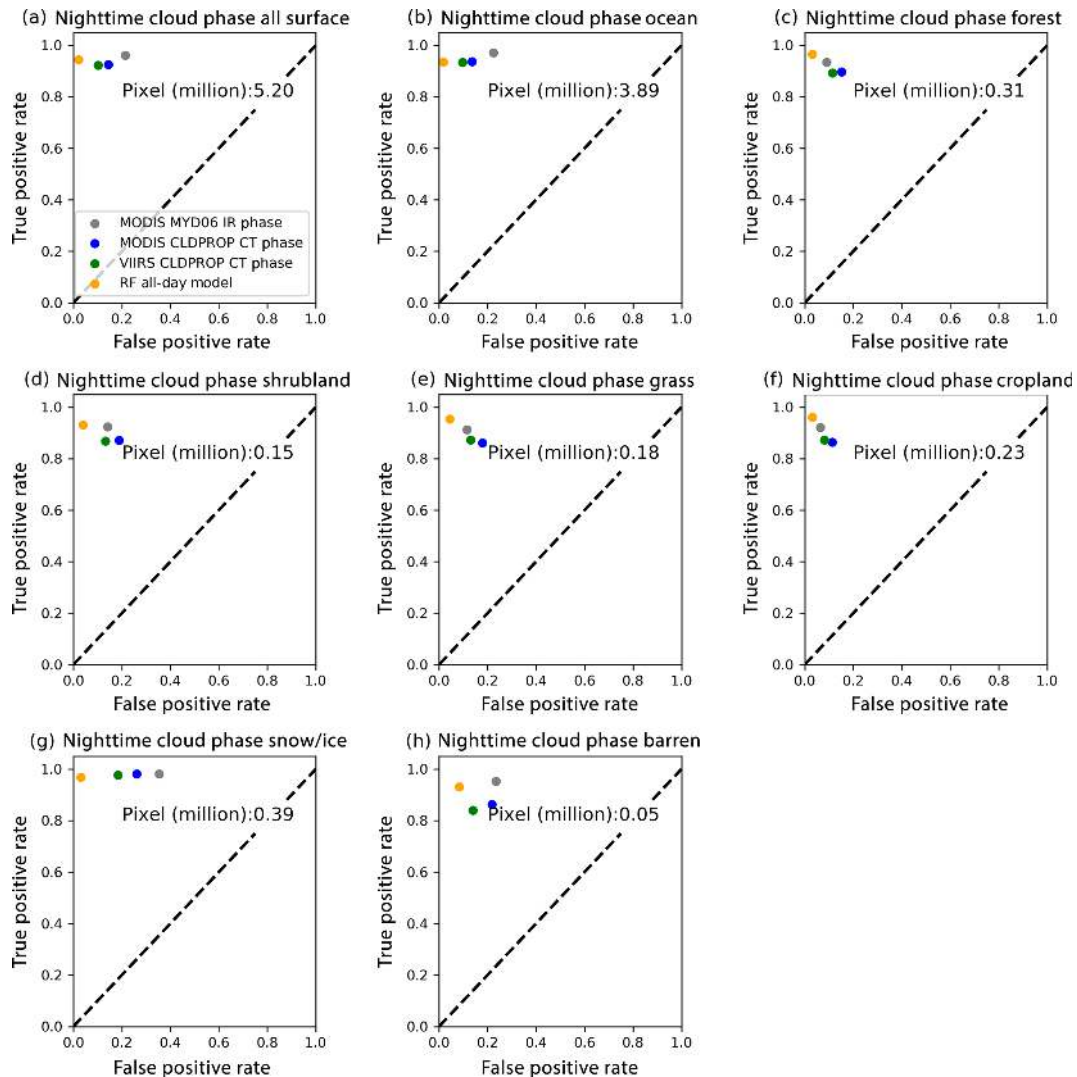 (a) Nighttime cloud phase all surface
1.0
0.8
0.6
0.4
0.2
0.0
True positive rate
Pixel (million):5.20
MODIS MYD06 IR phase
MODIS CLDPROP CT phase
VIIRS CLDPROP CT phase
RF all-day model
0.0 0.2 0.4 0.6 0.8 1.0
False positive rate
(b) Nighttime cloud phase ocean
1.0
0.8
0.6
0.4
0.2
0.0
True positive rate
Pixel (million):3.89
0.0 0.2 0.4 0.6 0.8 1.0
False positive rate
(c) Nighttime cloud phase forest
1.0
0.8
0.6
0.4
0.2
0.0
True positive rate
Pixel (million):0.31
0.0 0.2 0.4 0.6 0.8 1.0
False positive rate
(d) Nighttime cloud phase shrubland
1.0
0.8
0.6
0.4
0.2
0.0
True positive rate
Pixel (million):0.15
0.0 0.2 0.4 0.6 0.8 1.0
False positive rate
(e) Nighttime cloud phase grass
1.0
0.8
0.6
0.4
0.2
0.0
True positive rate
Pixel (million):0.18
0.0 0.2 0.4 0.6 0.8 1.0
False positive rate
(f) Nighttime cloud phase cropland
1.0
0.8
0.6
0.4
0.2
0.0
True positive rate
Pixel (million):0.23
0.0 0.2 0.4 0.6 0.8 1.0
False positive rate
(g) Nighttime cloud phase snow/ice
1.0
0.8
0.6
0.4
0.2
0.0
True positive rate
Pixel (million):0.39
0.0 0.2 0.4 0.6 0.8 1.0
False positive rate
(h) Nighttime cloud phase barren
1.0
0.8
0.6
0.4
0.2
0.0
True positive rate
Pixel (million):0.05
0.0 0.2 0.4 0.6 0.8 1.0
False positive rate